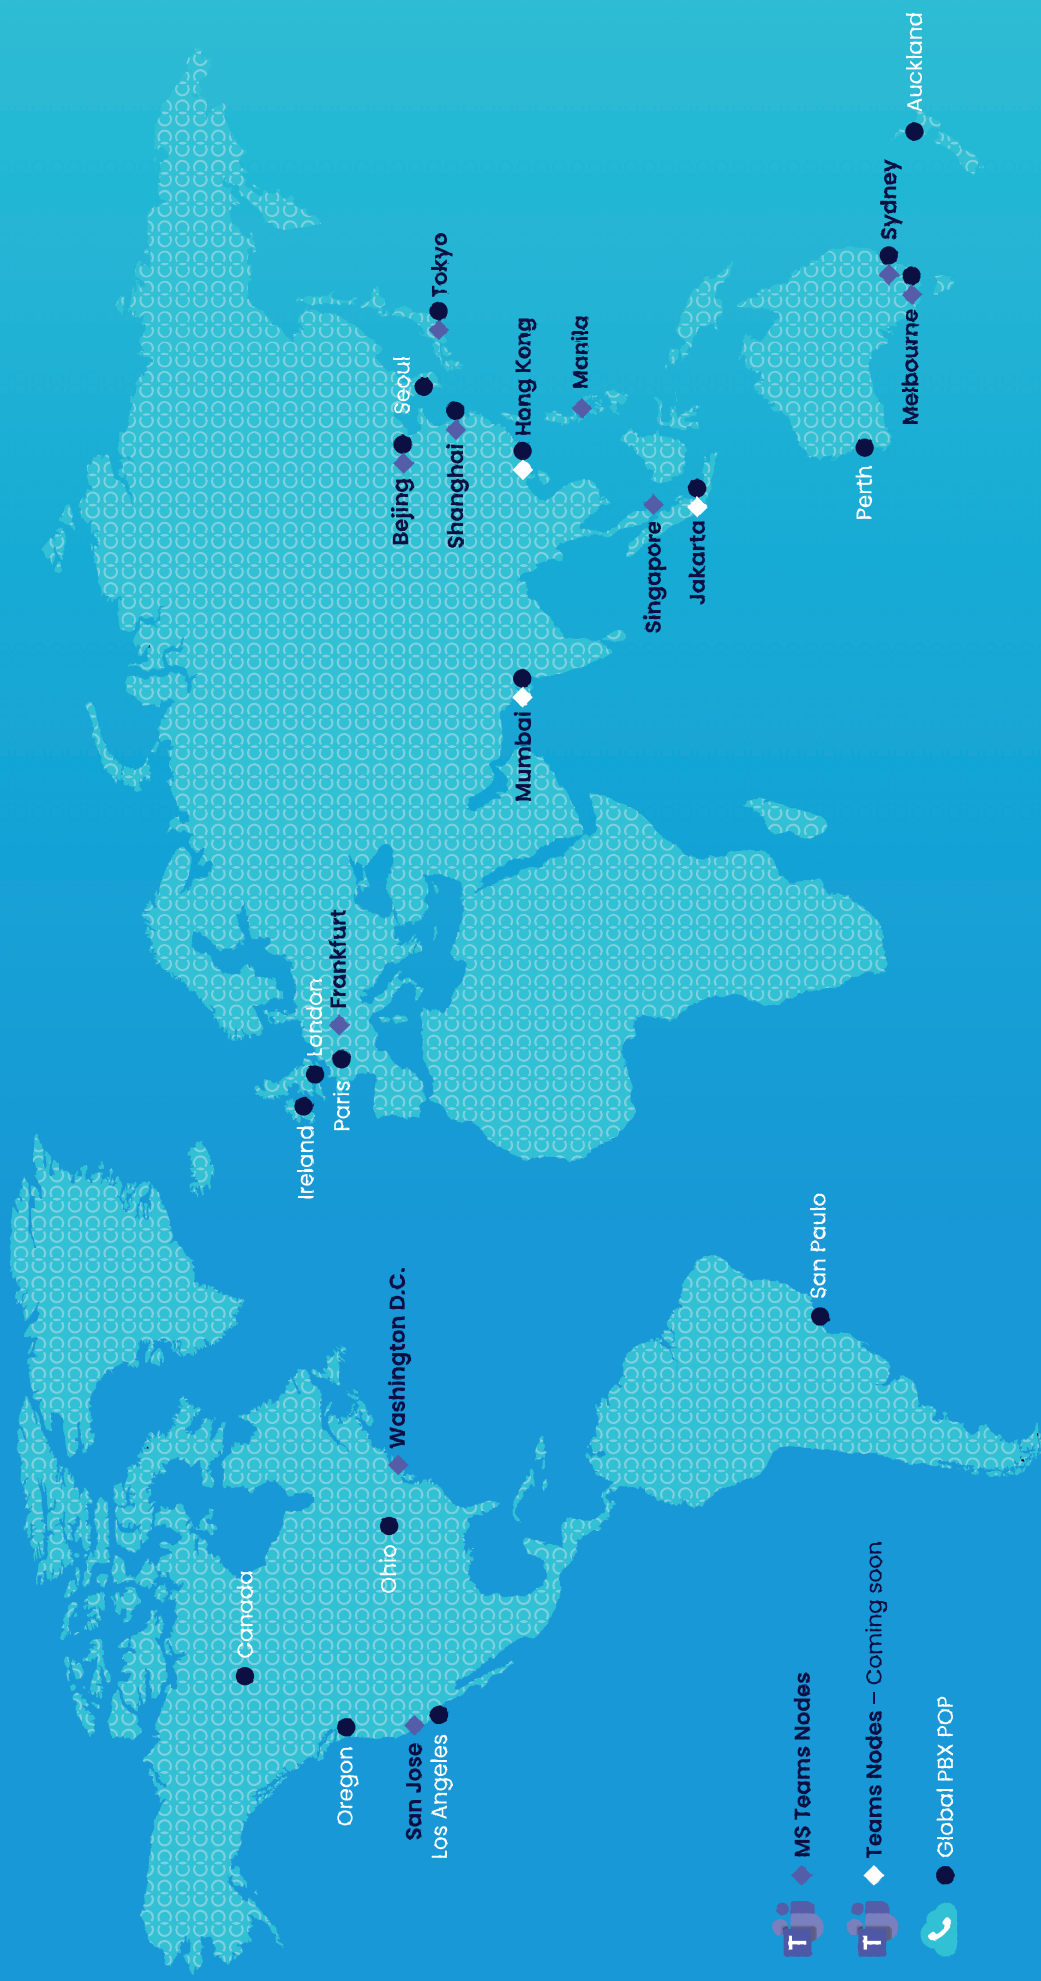 Canada
Oregon
San Jose
Los Angeles
Ohio
Washington D.C.
San Paulo
Ireland
London
Paris
Frankfurt
Mumbai
Bejing
Seoul
Shanghai
Tokyo
Hong Kong
Manila
Singapore
Jakarta
Perth
Melbourne
Sydney
Auckland
T MS Teams Nodes
T Teams Nodes – Coming soon
Global PBX POP